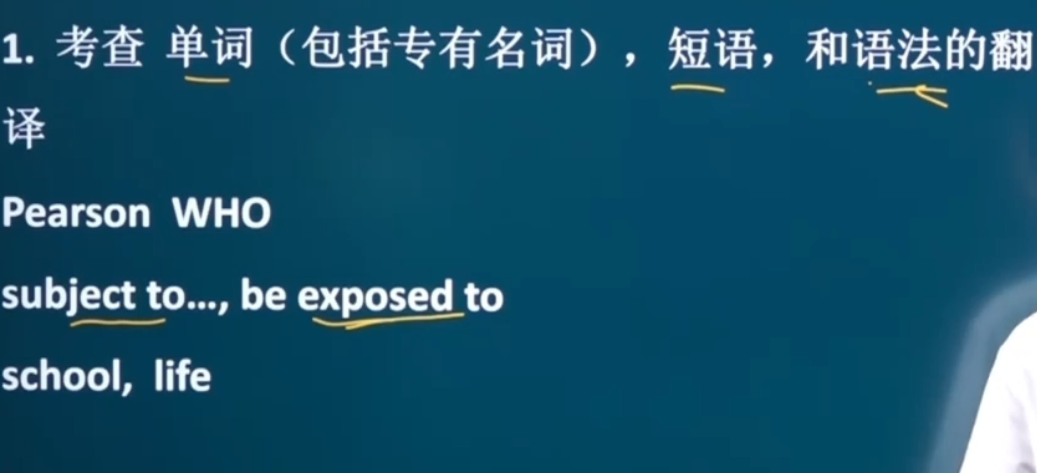 1. 考查 单词（包括专有名词），短语，和语法的翻
译
Pearson WHO
subject to..., be exposed to
school, life